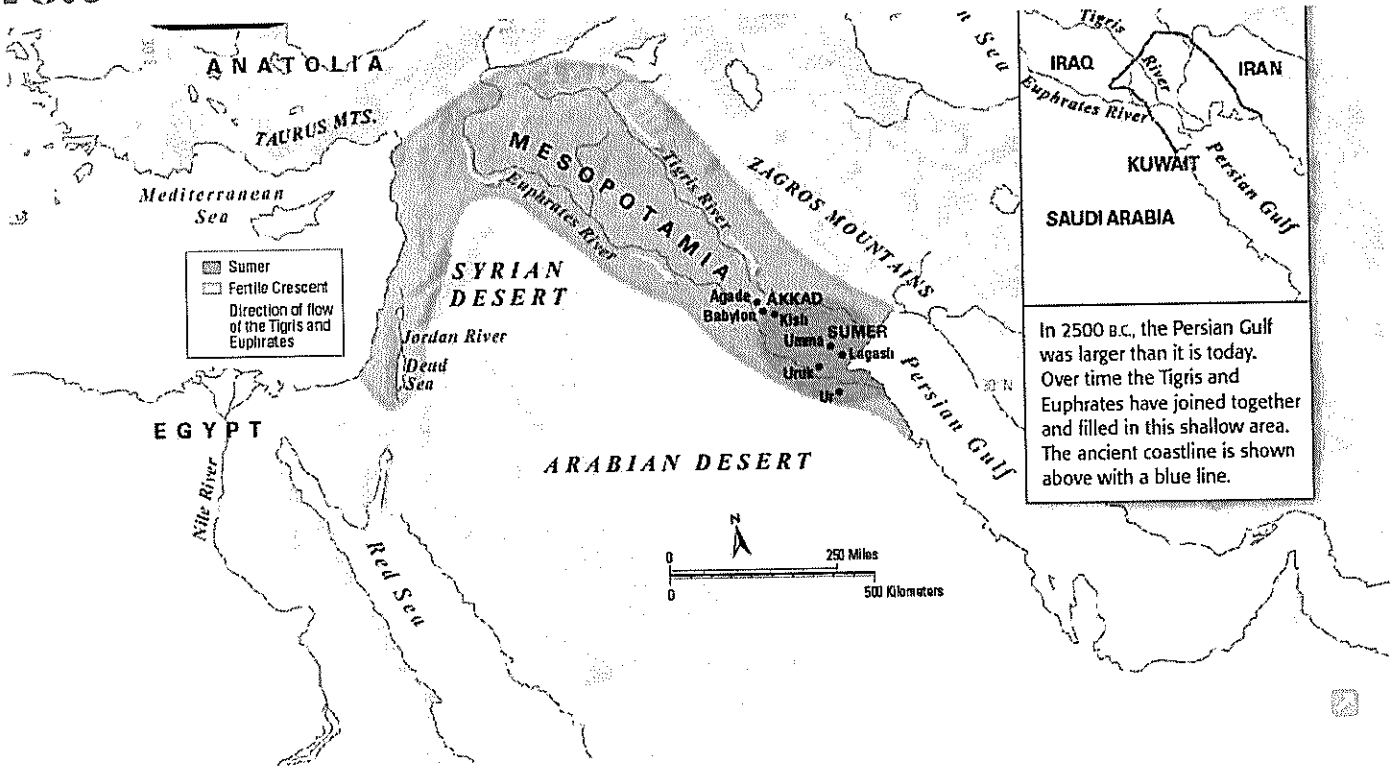 ANATOLIA
TAURUS MTS.
Mediterranean
Sea
Sumer
Fertile Crescent
Direction of flow
of the Tigris and
Euphrates
MESOPOTAMIA
Tigris River
Euphrates River
ZAGROS MOUNTAINS
SYRIAN
DESERT
Agade
AKKAD
Babylon
Kish
SUMER
Umma
Lagash
Uruk
Ur
Jordan River
Dead
Sea
EGYPT
Nile River
Red Sea
ARABIAN DESERT
Persian Gulf
N
0
250 Miles
0
500 Kilometers
Sea
Tigris
River
IRAQ
IRAN
Euphrates River
KUWAIT
Persian Gulf
SAUDI ARABIA
In 2500 B.C., the Persian Gulf
was larger than it is today.
Over time the Tigris and
Euphrates have joined together
and filled in this shallow area.
The ancient coastline is shown
above with a blue line.